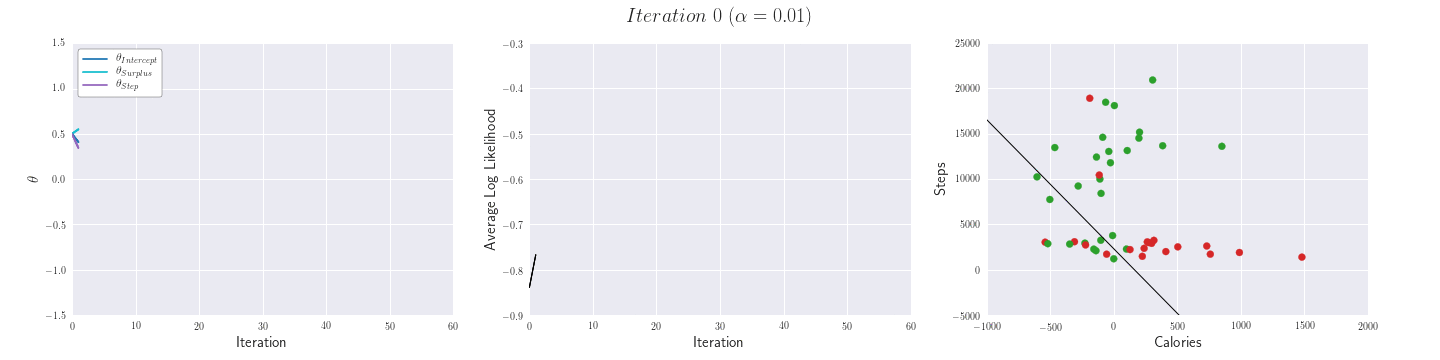 Iteration 0 (α = 0.01)
1.5
1.0
0.5
0.0
−0.5
−1.0
−1.5
θ
θ_Intercept
θ_Surplus
θ_Step
0 10 20 30 40 50 60
Iteration
−0.3
−0.4
−0.5
−0.6
−0.7
−0.8
−0.9
Average Log Likelihood
0 10 20 30 40 50 60
Iteration
25000
20000
15000
10000
5000
0
−5000
Steps
−1000 −500 0 500 1000 1500 2000
Calories